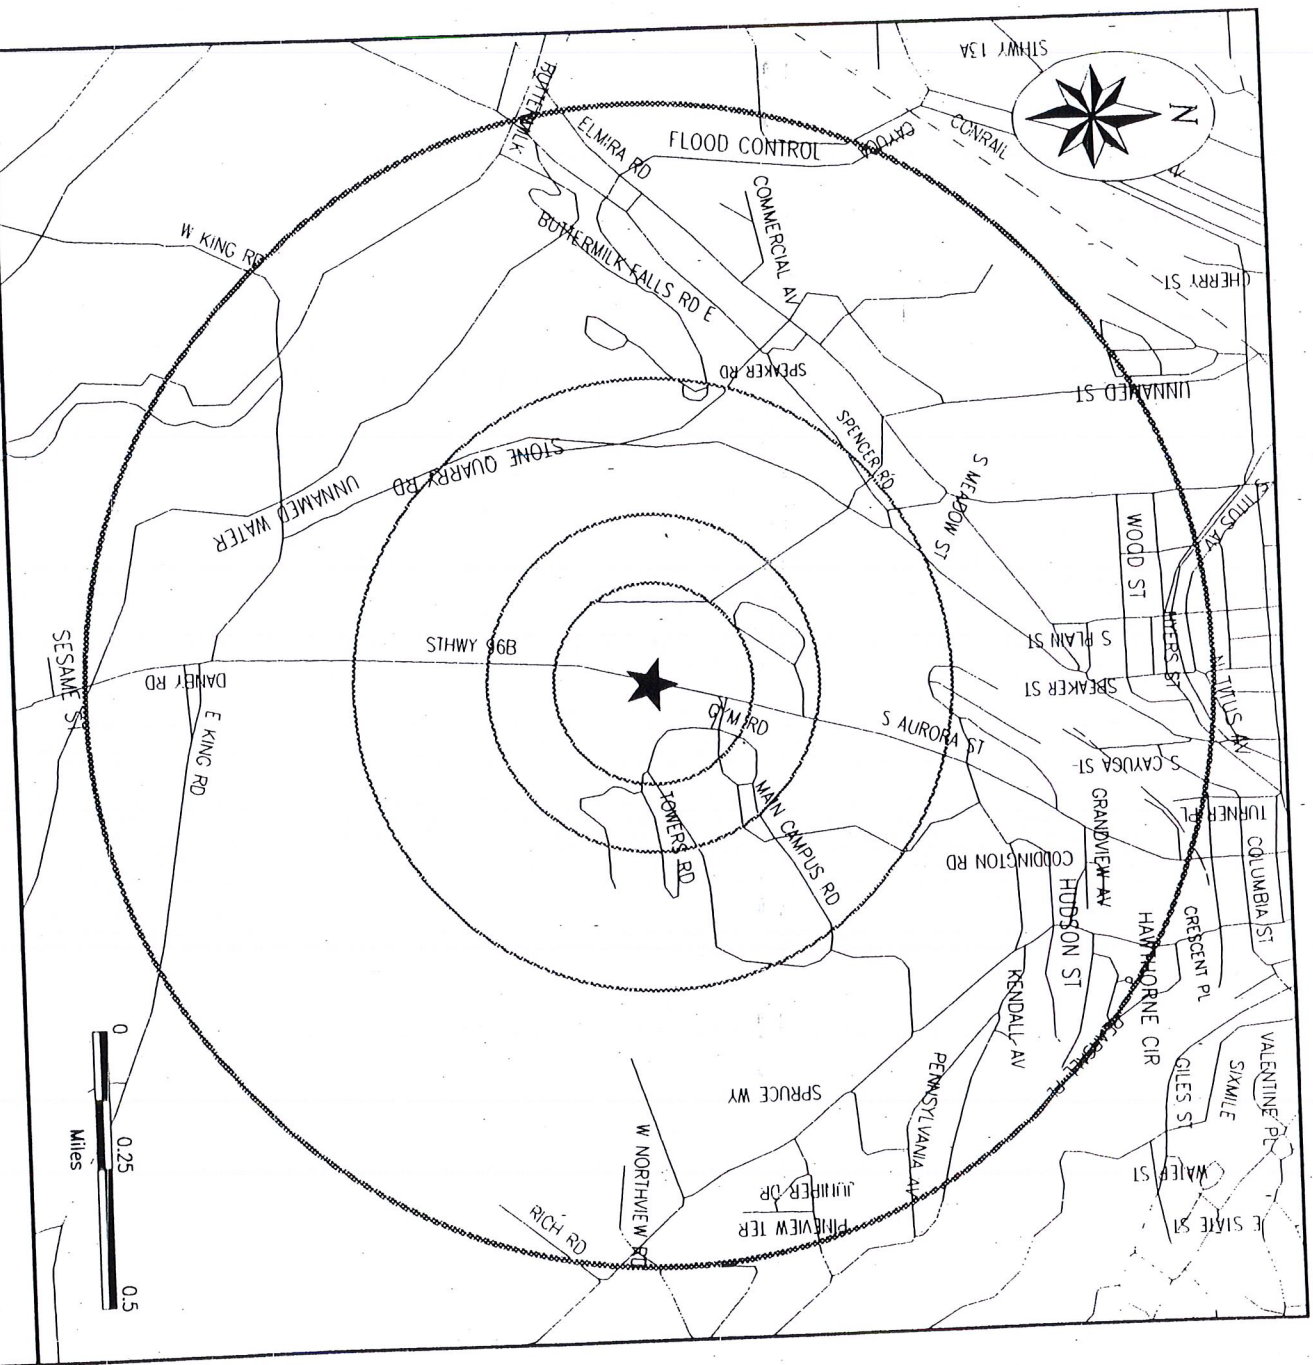 STHWY 13A
N
BUTTERMILK
ELMIRA RD
FLOOD CONTROL
CAYUGA
CONRAIL
COMMERCIAL AV
W KING RD
BUTTERMILK FALLS RD E
CHERRY ST
SPEAKER RD
UNNAMED ST
SPENCER RD
STONE QUARRY RD
UNNAMED WATER
S MEADOW ST
WOOD ST
S TITUS AV
SESAME ST
STHWY 96B
S PLAIN ST
MYERS ST
DANBY RD
SPEAKER ST
N TITUS AV
GYM RD
S AURORA ST
E KING RD
S CAYUGA ST
TOWERS RD
MAIN CAMPUS RD
GRANDVIEW AV
TURNER PL
CODDINGTON RD
COLUMBIA ST
HUDSON ST
HAWTHORNE CIR
CRESCENT PL
KENDALL AV
PEARSALL PL
0
0.25
0.5
Miles
SPRUCE WY
PENNSYLVANIA AV
GILES ST
SIXMILE
VALENTINE PL
W NORTHVIEW RD
JUNIPER DR
WATER ST
RICH RD
PINEVIEW TER
E STATE ST